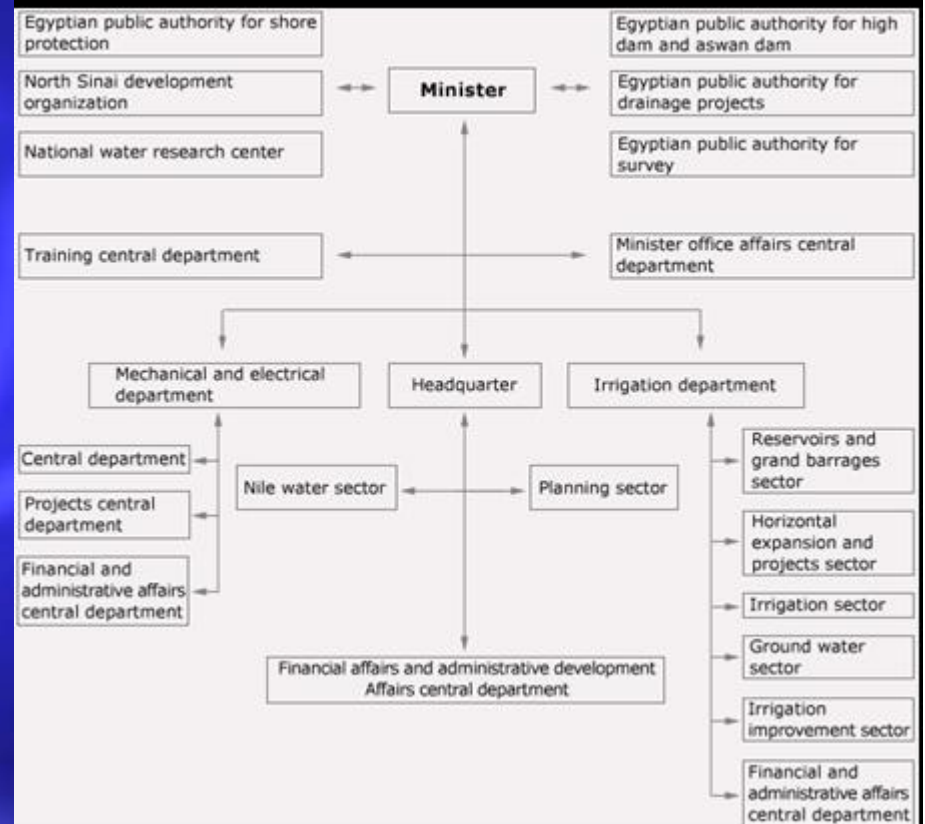 Egyptian public authority for shore
protection
Egyptian public authority for high
dam and aswan dam
North Sinai development
organization
Minister
Egyptian public authority for
drainage projects
National water research center
Egyptian public authority for
survey
Training central department
Minister office affairs central
department
Mechanical and electrical
department
Headquarter
Irrigation department
Central department
Projects central
department
Financial and
administrative affairs
central department
Nile water sector
Planning sector
Reservoirs and
grand barrages
sector
Horizontal
expansion and
projects sector
Irrigation sector
Ground water
sector
Irrigation
improvement sector
Financial and
administrative affairs
central department
Financial affairs and administrative development
Affairs central department